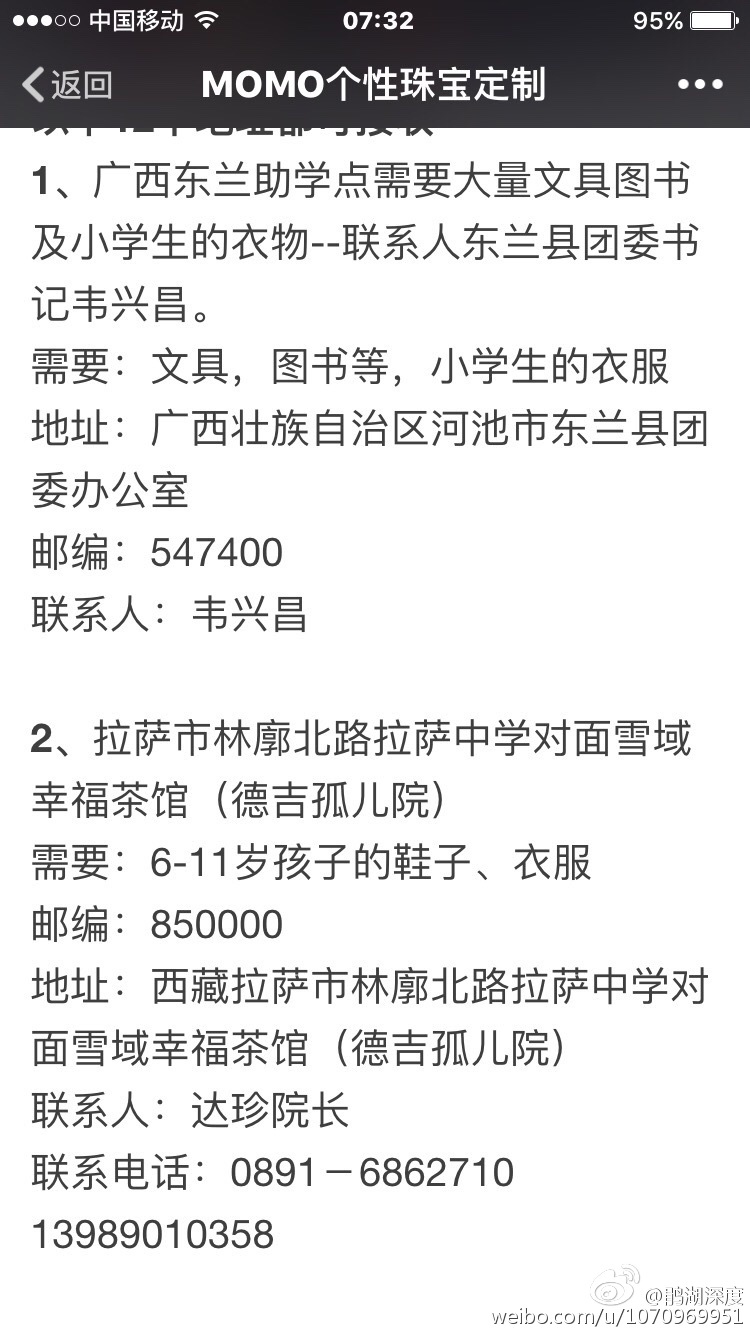 中国移动 07:32 95%
返回 MOMO个性珠宝定制
1、广西东兰助学点需要大量文具图书
及小学生的衣物--联系人东兰县团委书
记韦兴昌。
需要：文具，图书等，小学生的衣服
地址：广西壮族自治区河池市东兰县团
委办公室
邮编：547400
联系人：韦兴昌
2、拉萨市林廓北路拉萨中学对面雪域
幸福茶馆（德吉孤儿院）
需要：6-11岁孩子的鞋子、衣服
邮编：850000
地址：西藏拉萨市林廓北路拉萨中学对
面雪域幸福茶馆（德吉孤儿院）
联系人：达珍院长
联系电话：0891－6862710
13989010358
@鹃湖深度
weibo.com/u/1070969951